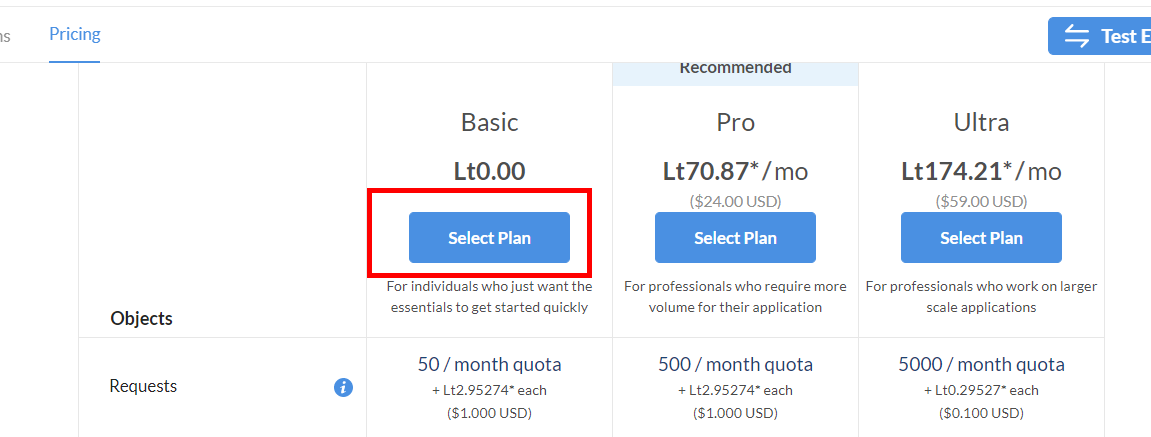 Pricing
Test E
Recommended
Basic
Pro
Ultra
Lt0.00
Lt70.87*/mo
Lt174.21*/mo
($24.00 USD)
($59.00 USD)
Select Plan
Select Plan
Select Plan
For individuals who just want the
essentials to get started quickly
For professionals who require more
volume for their application
For professionals who work on larger
scale applications
Objects
Requests
i
50 / month quota
+ Lt2.95274* each
($1.000 USD)
500 / month quota
+ Lt2.95274* each
($1.000 USD)
5000 / month quota
+ Lt0.29527* each
($0.100 USD)